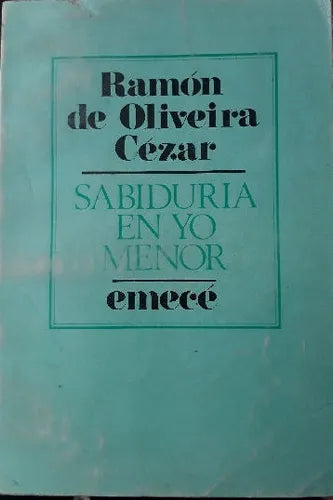 Ramón
de Oliveira
Cézar
SABIDURIA
EN YO
MENOR
emecé